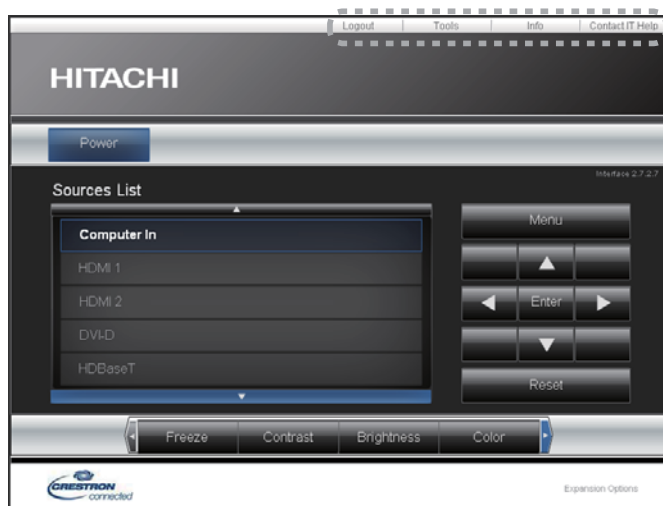 Logout Tools Info Contact IT Help
HITACHI
Power
Interface 2.7.2.7
Sources List
Computer In
HDMI 1
HDMI 2
DVI-D
HDBaseT
Menu
Enter
Reset
Freeze Contrast Brightness Color
CRESTRON
connected
Expansion Options